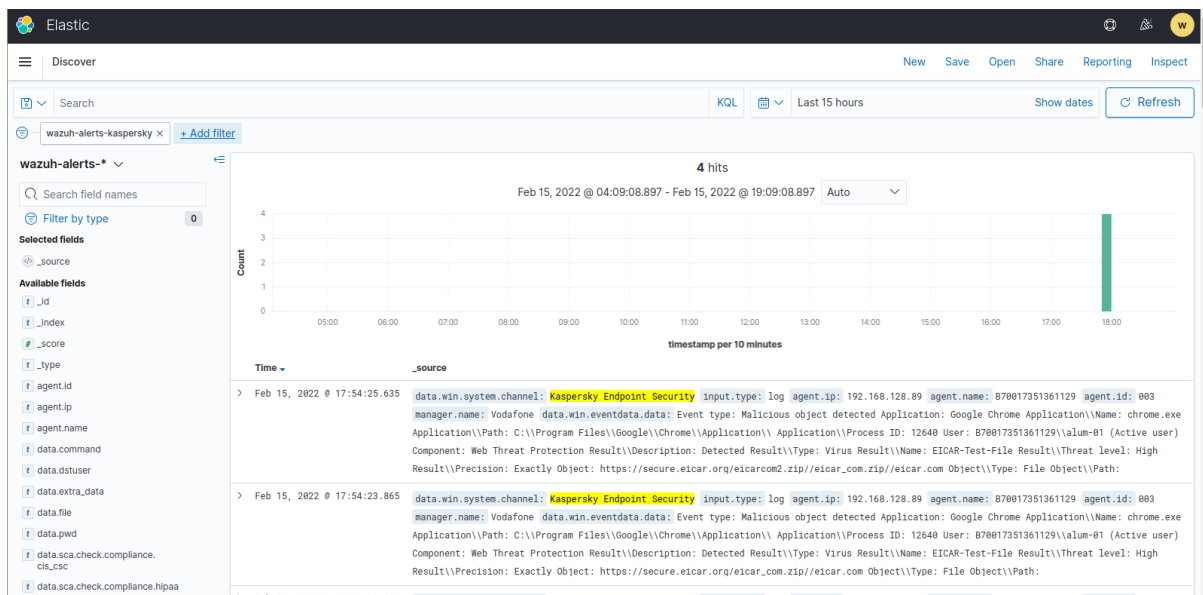 Elastic
W
Discover
New Save Open Share Reporting Inspect
Search
KQL
Last 15 hours
Show dates
Refresh
wazuh-alerts-kaspersky ×
+ Add filter
wazuh-alerts-*
Search field names
Filter by type 0
Selected fields
_source
Available fields
t _id
t _index
# _score
t _type
t agent.id
t agent.ip
t agent.name
t data.command
t data.dstuser
t data.extra_data
t data.file
t data.pwd
t data.sca.check.compliance.
cis_csc
t data.sca.check.compliance.hipaa
4 hits
Feb 15, 2022 @ 04:09:08.897 - Feb 15, 2022 @ 19:09:08.897 Auto
Count
4
3
2
1
0
05:00 06:00 07:00 08:00 09:00 10:00 11:00 12:00 13:00 14:00 15:00 16:00 17:00 18:00
timestamp per 10 minutes
Time _source
Feb 15, 2022 @ 17:54:25.635 data.win.system.channel: Kaspersky Endpoint Security input.type: log agent.ip: 192.168.128.89 agent.name: B70017351361129 agent.id: 003
manager.name: Vodafone data.win.eventdata.data: Event type: Malicious object detected Application: Google Chrome Application\\Name: chrome.exe
Application\\Path: C:\\Program Files\\Google\\Chrome\\Application\\ Application\\Process ID: 12640 User: B70017351361129\\alum-01 (Active user)
Component: Web Threat Protection Result\\Description: Detected Result\\Type: Virus Result\\Name: EICAR-Test-File Result\\Threat level: High
Result\\Precision: Exactly Object: https://secure.eicar.org/eicarcom2.zip//eicar_com.zip//eicar.com Object\\Type: File Object\\Path:
Feb 15, 2022 @ 17:54:23.865 data.win.system.channel: Kaspersky Endpoint Security input.type: log agent.ip: 192.168.128.89 agent.name: B70017351361129 agent.id: 003
manager.name: Vodafone data.win.eventdata.data: Event type: Malicious object detected Application: Google Chrome Application\\Name: chrome.exe
Application\\Path: C:\\Program Files\\Google\\Chrome\\Application\\ Application\\Process ID: 12640 User: B70017351361129\\alum-01 (Active user)
Component: Web Threat Protection Result\\Description: Detected Result\\Type: Virus Result\\Name: EICAR-Test-File Result\\Threat level: High
Result\\Precision: Exactly Object: https://secure.eicar.org/eicar_com.zip//eicar.com Object\\Type: File Object\\Path: